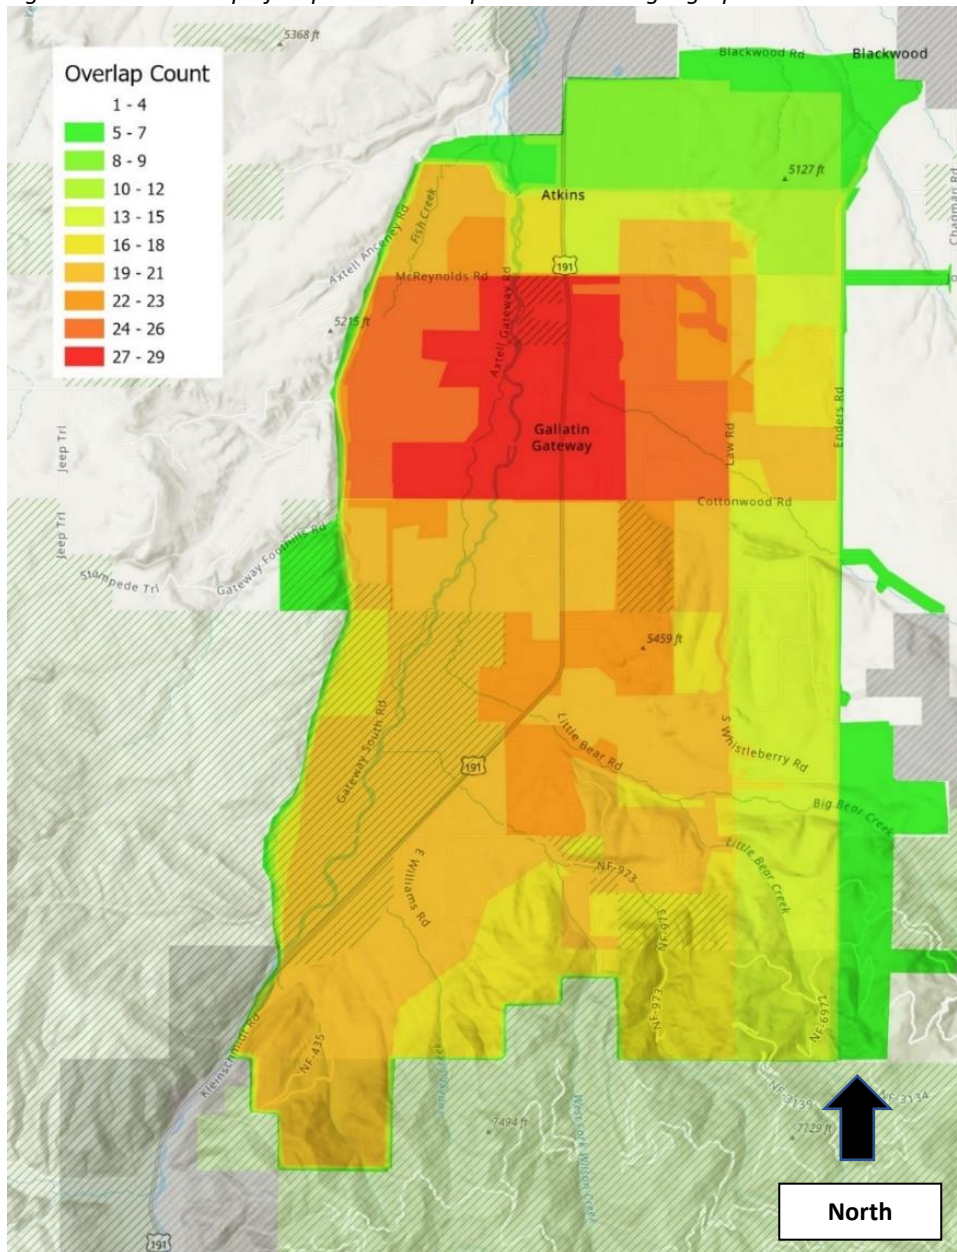 5368 ft
Blackwood Rd
Blackwood
Overlap Count
1 - 4
5 - 7
8 - 9
10 - 12
13 - 15
16 - 18
19 - 21
22 - 23
24 - 26
27 - 29
5127 ft
Chapman Rd
Atkins
Fish Creek
Axtell Anceney Rd
191
McReynolds Rd
Axtell Gateway Rd
5215 ft
Enders Rd
Gallatin
Gateway
Law Rd
Jeep Trl
Cottonwood Rd
Jeep Trl
Gateway Foothills Rd
Stampede Trl
5459 ft
Gateway South Rd
Little Bear Rd
S Whistleberry Rd
191
Big Bear Creek
Little Bear Creek
E Williams Rd
NF-973
NF-973
NF-973
NF-6972
Kleinschmidt Rd
NF-435
NF-3139
NF-313A
7494 ft
7729 ft
North
191